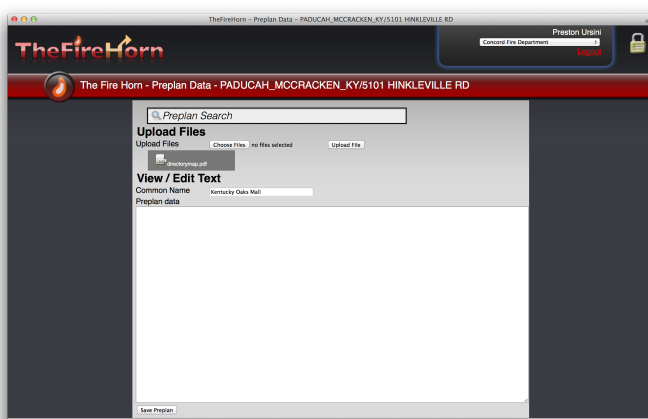 TheFireHorn - Preplan Data - PADUCAH_MCCRACKEN_KY/5101 HINKLEVILLE RD
TheFireHorn
Preston Ursini
Concord Fire Department
Logout
The Fire Horn - Preplan Data - PADUCAH_MCCRACKEN_KY/5101 HINKLEVILLE RD
Preplan Search
Upload Files
Upload Files Choose Files no files selected Upload File
directorymap.pdf
View / Edit Text
Common Name Kentucky Oaks Mall
Preplan data
Save Preplan